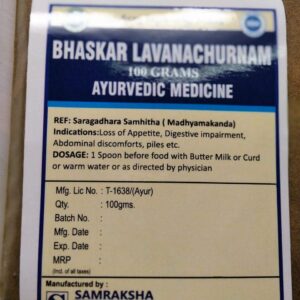 BHASKAR LAVANACHURNAM
100 GRAMS
AYURVEDIC MEDICINE
REF: Saragadhara Samhitha ( Madhyamakanda)
Indications:Loss of Appetite, Digestive impairment,
Abdominal discomforts, piles etc.
DOSAGE: 1 Spoon before food with Butter Milk or Curd
or warm water or as directed by physician
Mfg. Lic No. : T-1638/(Ayur)
Qty. : 100gms.
Batch No. :
Mfg. Date :
Exp. Date :
MRP :
(Incl. of all taxes)
Manufactured by :
SAMRAKSHA